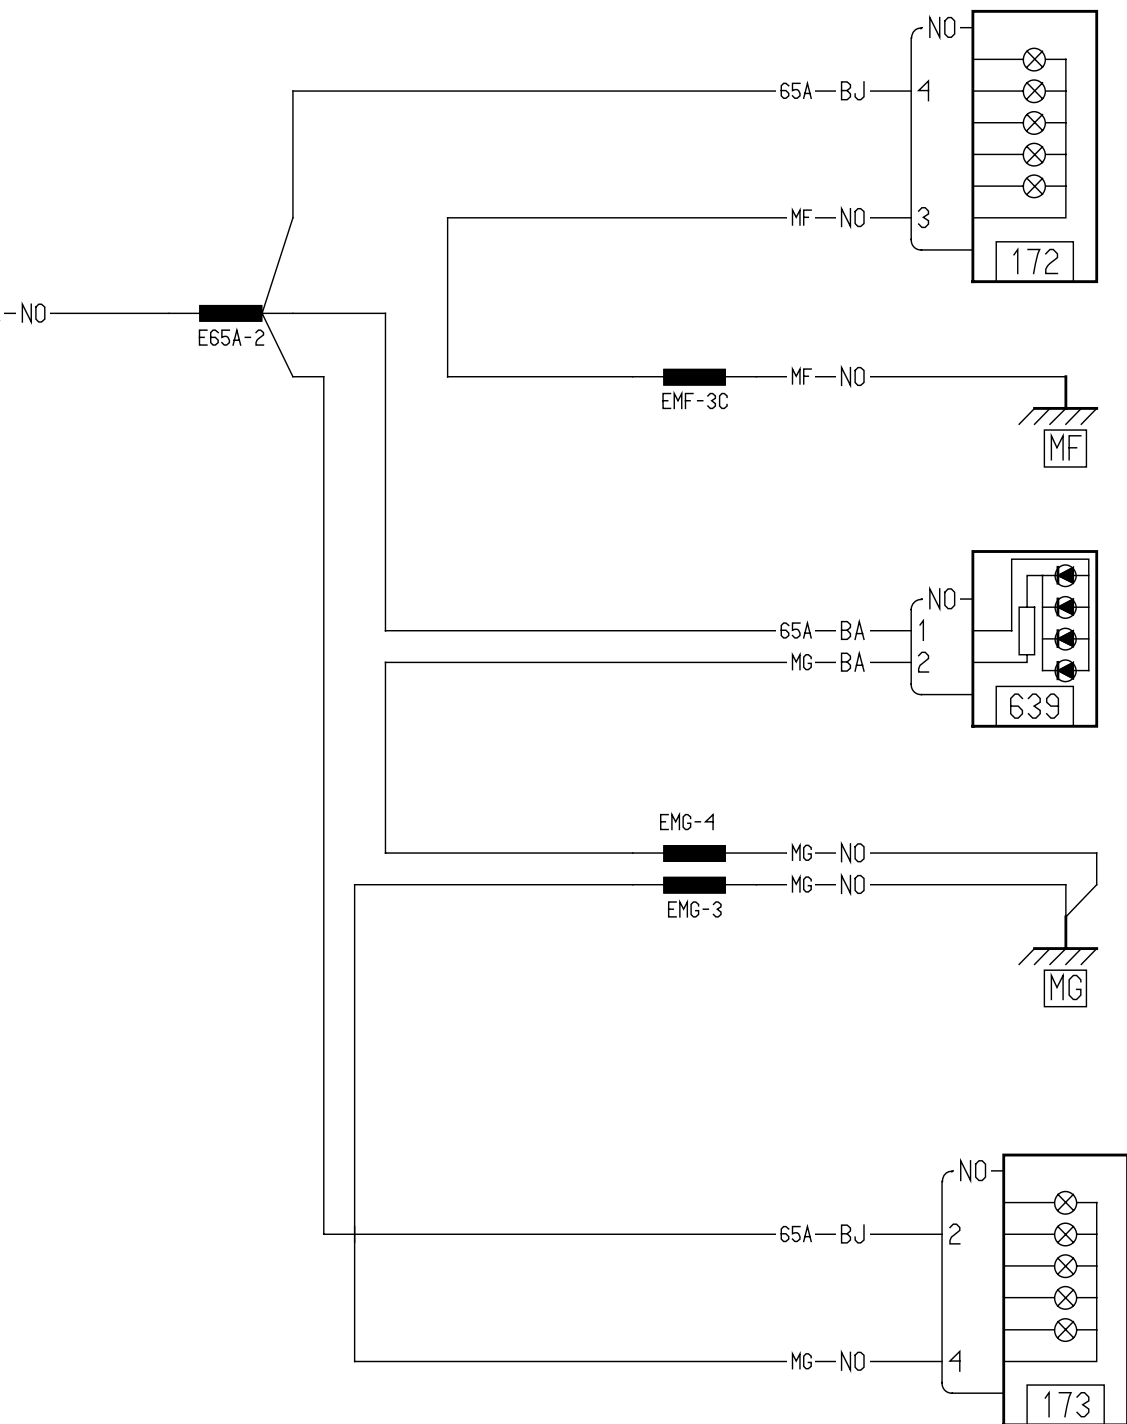 NO
65A BJ 4
MF NO 3
172
NO
E65A-2
MF NO
EMF-3C
MF
NO
65A BA 1
MG BA 2
639
EMG-4
MG NO
MG NO
EMG-3
MG
NO
65A BJ 2
MG NO 4
173